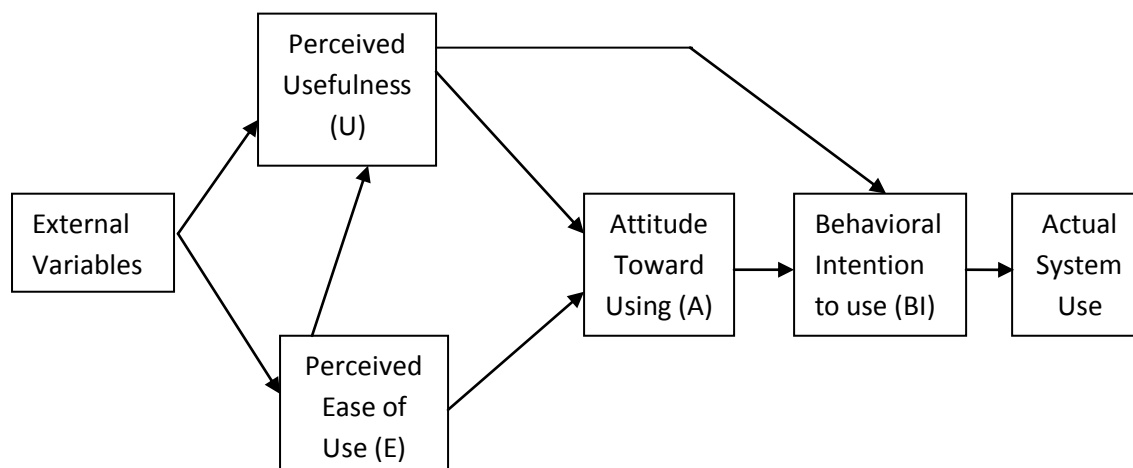 Perceived
Usefulness
(U)
External
Variables
Perceived
Ease of
Use (E)
Attitude
Toward
Using (A)
Behavioral
Intention
to use (BI)
Actual
System
Use